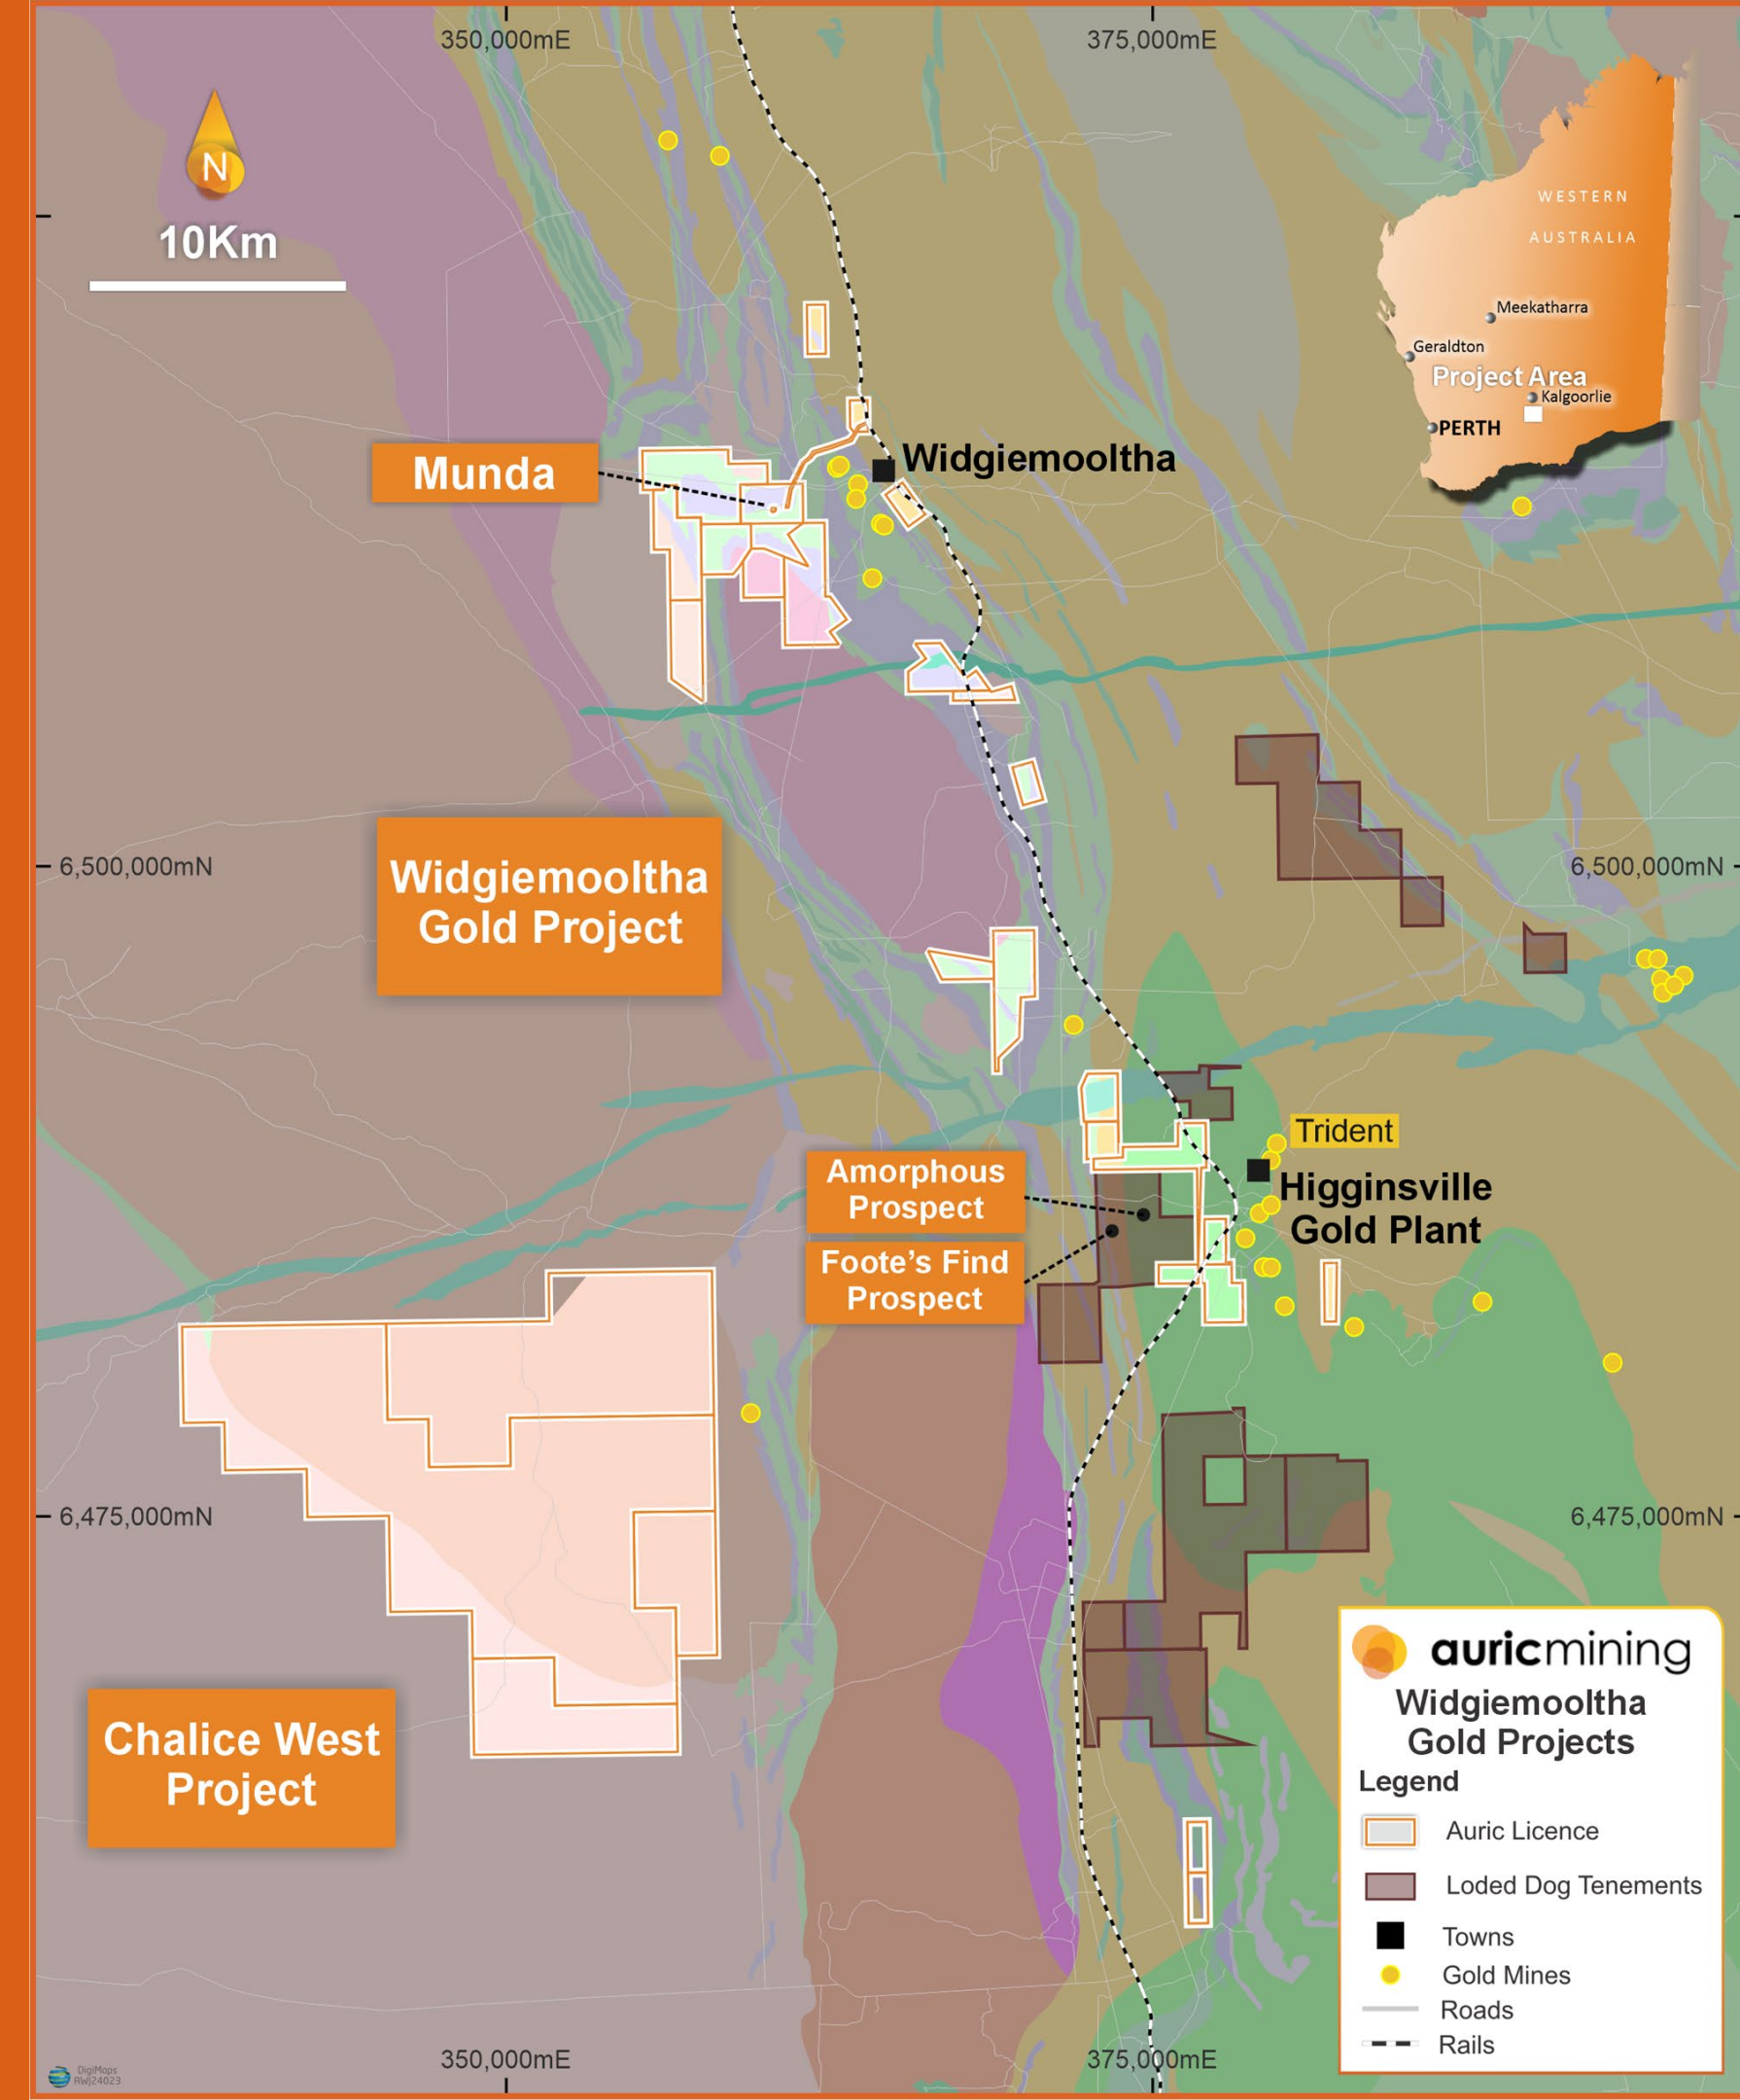 350,000mE
375,000mE
N
10Km
WESTERN
AUSTRALIA
Meekatharra
Geraldton
Project Area
Kalgoorlie
PERTH
Munda
Widgiemooltha
6,500,000mN
6,500,000mN
Widgiemooltha
Gold Project
Trident
Amorphous
Prospect
Higginsville
Gold Plant
Foote's Find
Prospect
6,475,000mN
6,475,000mN
Chalice West
Project
auricmining
Widgiemooltha
Gold Projects
Legend
Auric Licence
Loded Dog Tenements
Towns
Gold Mines
Roads
Rails
350,000mE
375,000mE
DigiMaps
RWJ24023